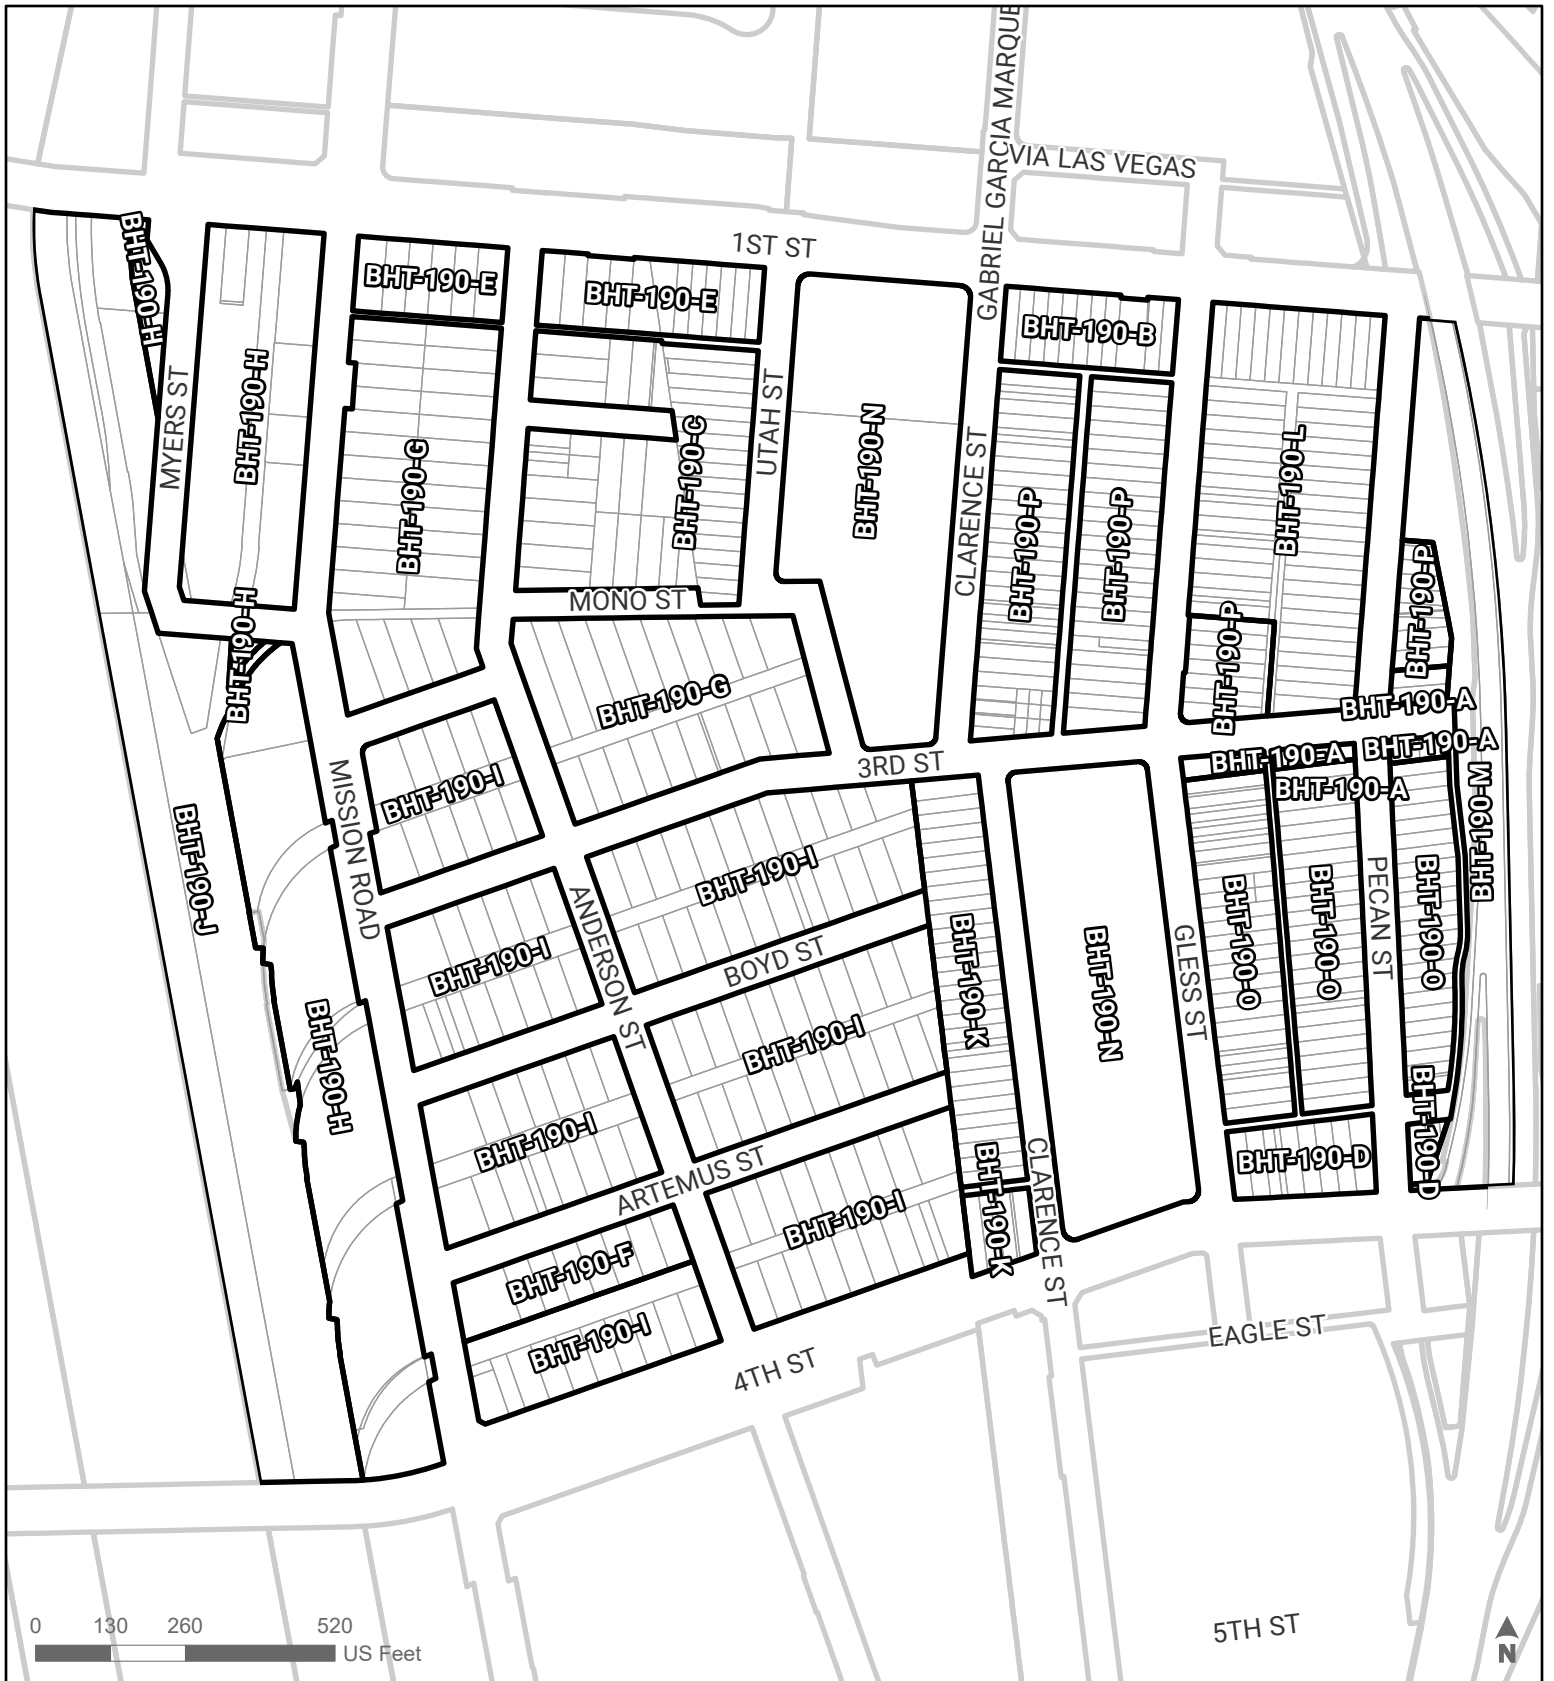 GABRIEL GARCIA MARQUE
VIA LAS VEGAS
1ST ST
BHT-190-H
BHT-190-E
BHT-190-E
BHT-190-B
MYERS ST
BHT-190-H
BHT-190-G
BHT-190-C
UTAH ST
BHT-190-N
CLARENCE ST
BHT-190-P
BHT-190-P
BHT-190-L
BHT-190-P
MONO ST
BHT-190-H
BHT-190-G
BHT-190-P
BHT-190-A
3RD ST
BHT-190-A
BHT-190-A
BHT-190-A
BHT-190-M
MISSION ROAD
BHT-190-I
BHT-190-J
BHT-190-I
ANDERSON ST
BHT-190-I
BOYD ST
BHT-190-K
BHT-190-N
GLESS ST
BHT-190-O
BHT-190-O
PECAN ST
BHT-190-O
BHT-190-H
BHT-190-I
BHT-190-I
ARTEMUS ST
BHT-190-I
BHT-190-K
CLARENCE ST
BHT-190-D
BHT-190-D
BHT-190-F
BHT-190-I
4TH ST
EAGLE ST
5TH ST
0 130 260 520
US Feet
N